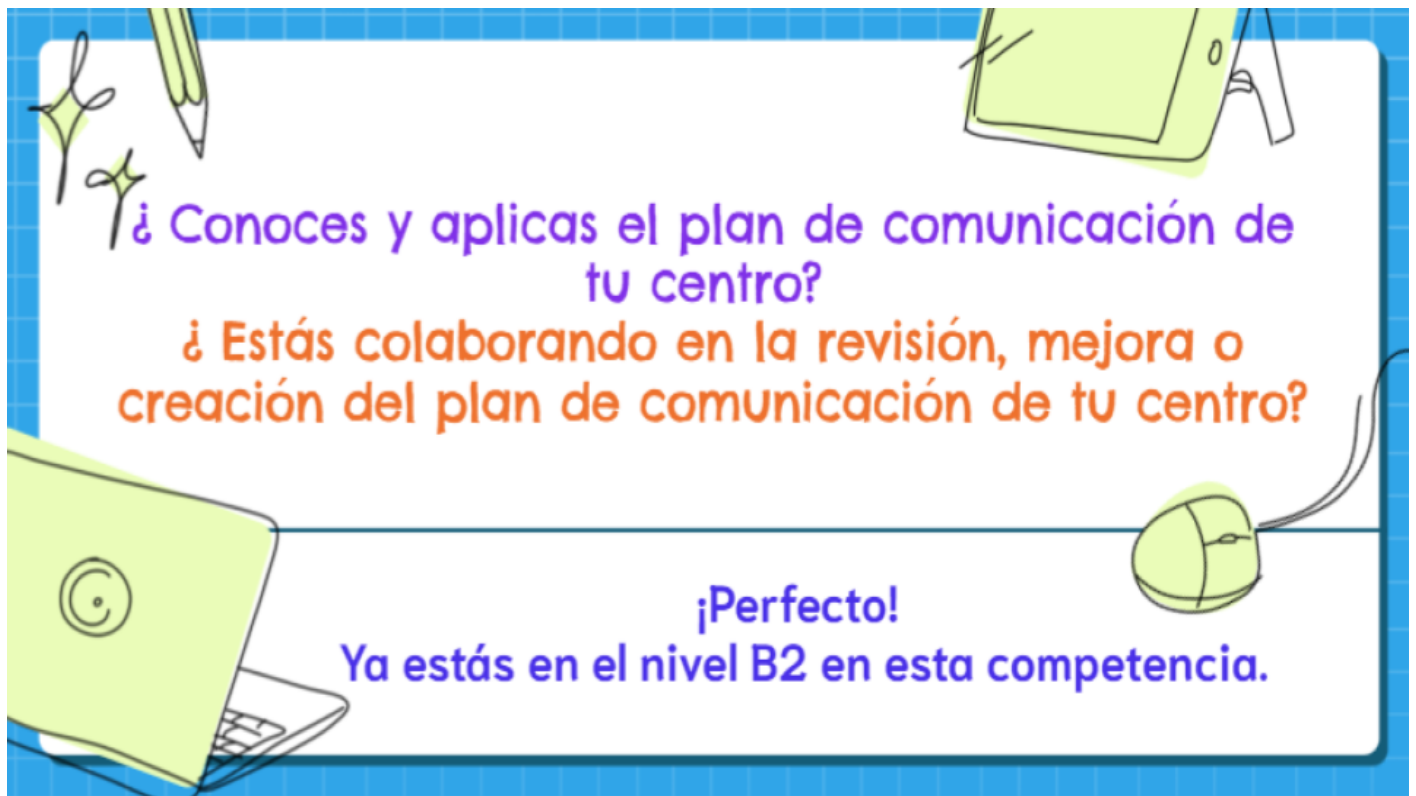 ¿ Conoces y aplicas el plan de comunicación de
tu centro?
¿ Estás colaborando en la revisión, mejora o
creación del plan de comunicación de tu centro?
¡Perfecto!
Ya estás en el nivel B2 en esta competencia.